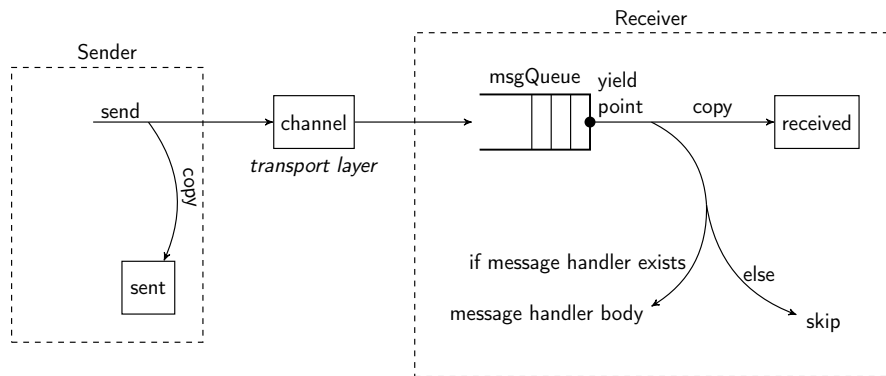 Sender
send
copy
sent
channel
transport layer
Receiver
msgQueue
yield
point
copy
received
if message handler exists
message handler body
else
skip